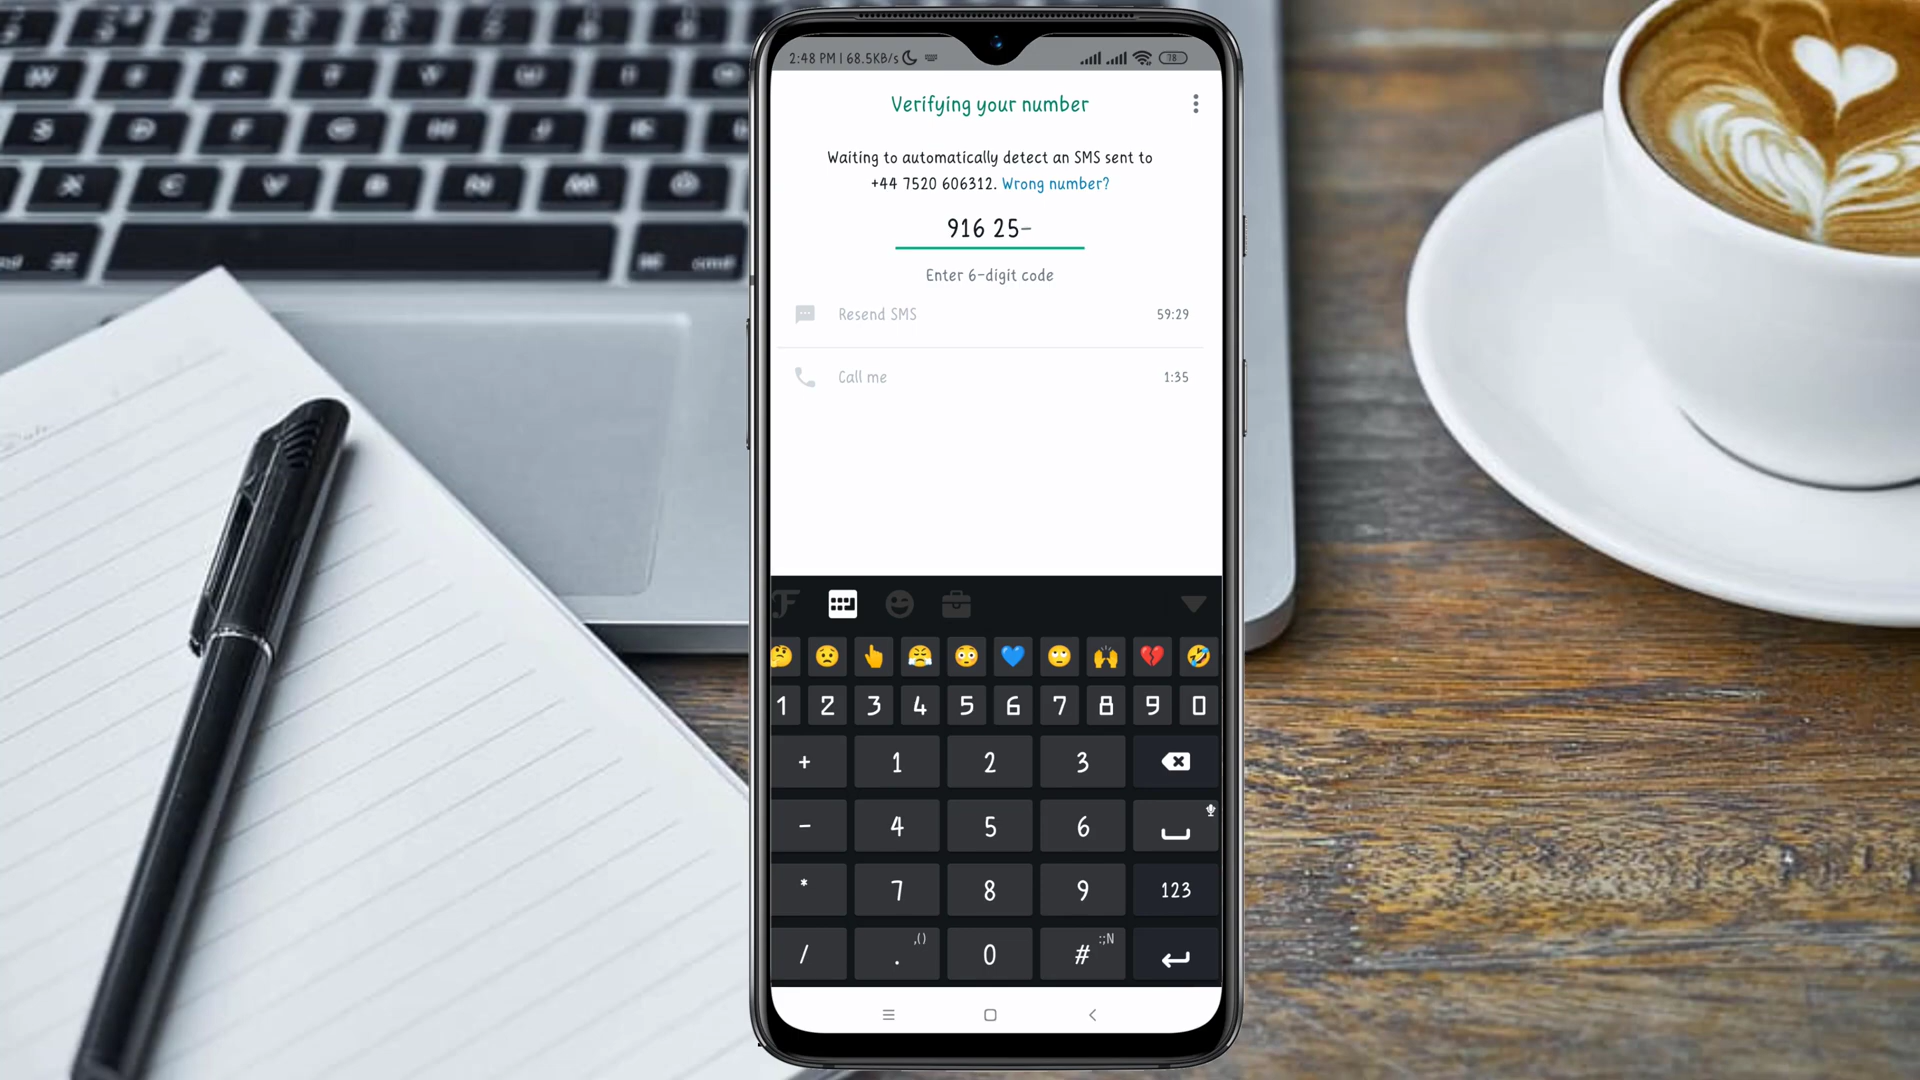 2:48 PM | 68.5KB/s
78
Verifying your number
Waiting to automatically detect an SMS sent to
+44 7520 606312. Wrong number?
916 25-
Enter 6-digit code
Resend SMS 59:29
Call me 1:35
1 2 3 4 5 6 7 8 9 0
+ 1 2 3
- 4 5 6
* 7 8 9 123
/ . ,() 0 # :;N